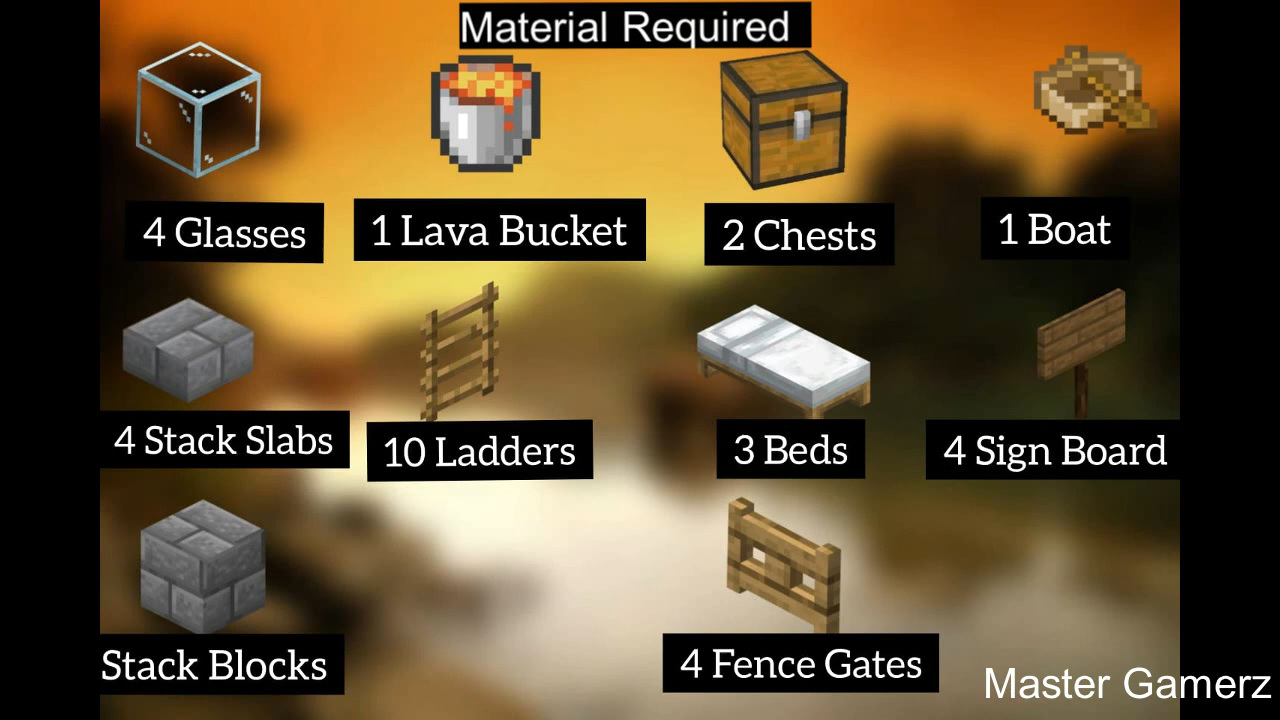 Material Required
4 Glasses
1 Lava Bucket
2 Chests
1 Boat
4 Stack Slabs
10 Ladders
3 Beds
4 Sign Board
Stack Blocks
4 Fence Gates
Master Gamerz